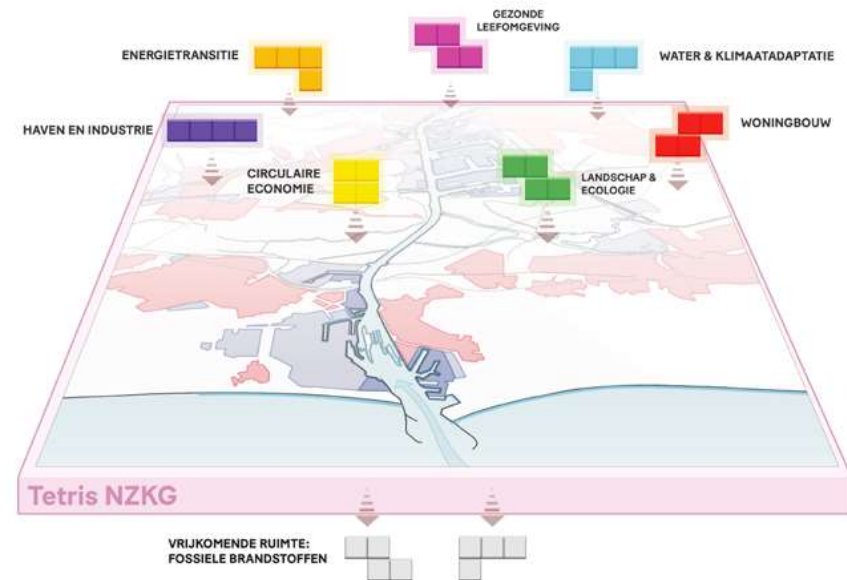 GEZONDE
LEEFOMGEVING
ENERGIETRANSITIE
WATER & KLIMAATADAPTATIE
HAVEN EN INDUSTRIE
WONINGBOUW
CIRCULAIRE
ECONOMIE
LANDSCHAP &
ECOLOGIE
Tetris NZKG
VRIJKOMENDE RUIMTE:
FOSSIELE BRANDSTOFFEN